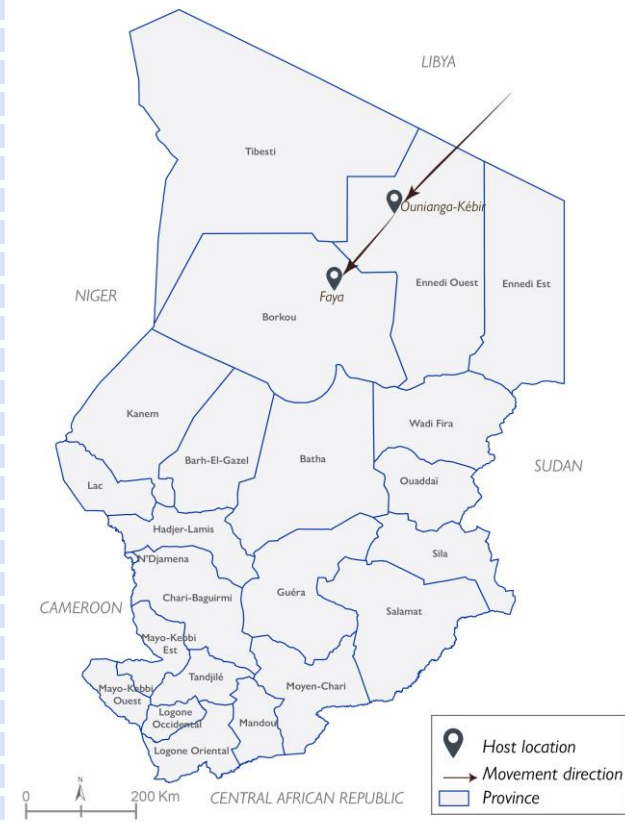 LIBYA
Tibesti
Ounianga-Kébir
Ennedi Ouest
Ennedi Est
Faya
NIGER
Borkou
Kanem
Wadi Fira
Barh-El-Gazel
Batha
SUDAN
Lac
Ouaddaï
Hadjer-Lamis
Sila
N'Djamena
Guéra
Chari-Baguirmi
CAMEROON
Salamat
Mayo-Kebbi
Est
Tandjilé
Moyen-Chari
Mayo-Kebbi
Ouest
Logone
Occidental
Mandoul
Logone Oriental
Host location
Movement direction
Province
N
0 200 Km
CENTRAL AFRICAN REPUBLIC